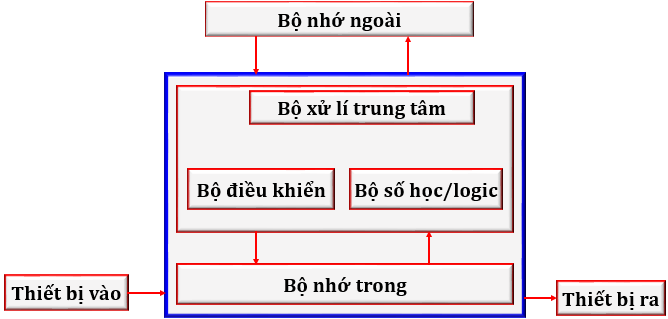 Bộ nhớ ngoài
Bộ xử lí trung tâm
Bộ điều khiển
Bộ số học/logic
Bộ nhớ trong
Thiết bị vào
Thiết bị ra